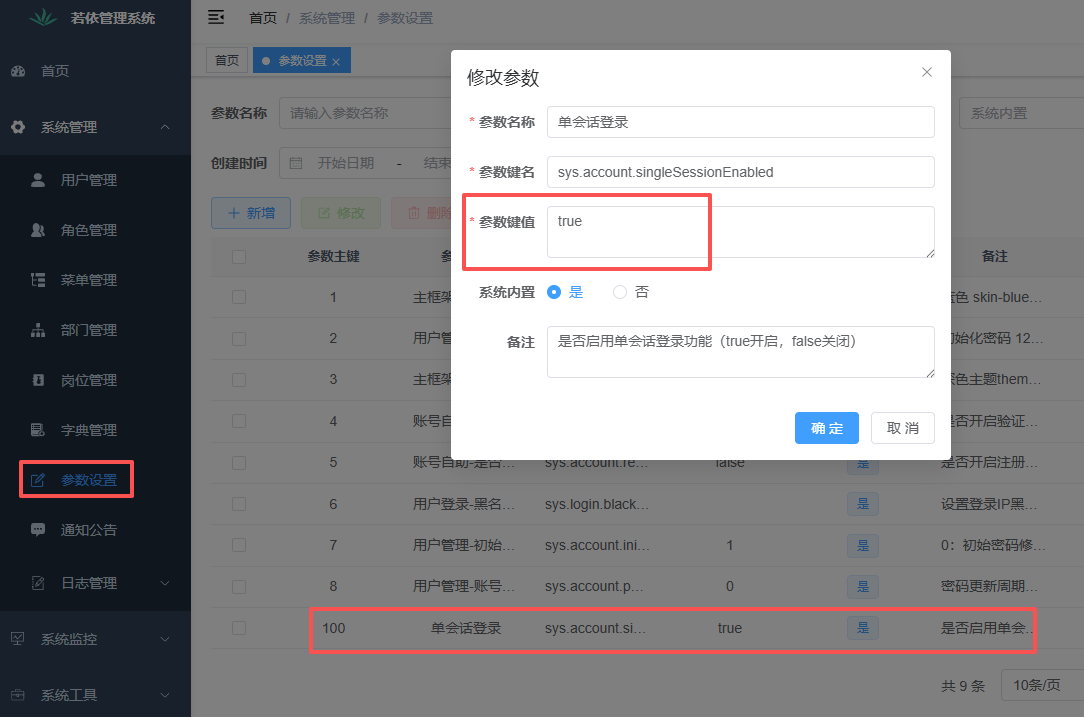 若依管理系统
首页 / 系统管理 / 参数设置
首页
系统管理
用户管理
角色管理
菜单管理
部门管理
岗位管理
字典管理
参数设置
通知公告
日志管理
系统监控
系统工具
首页
参数设置 ×
参数名称 请输入参数名称
系统内置
创建时间 开始日期 - 结束
新增 修改 删除
参数主键 备注
1 主框架 蓝色 skin-blue...
2 用户管 初始化密码 12...
3 主框架 深色主题them...
4 账号自 是否开启验证...
5 账号自助-是否... sys.account.re... false 是 是否开启注册...
6 用户登录-黑名... sys.login.black... 是 设置登录IP黑...
7 用户管理-初始... sys.account.ini... 1 是 0：初始密码修...
8 用户管理-账号... sys.account.p... 0 是 密码更新周期...
100 单会话登录 sys.account.si... true 是 是否启用单会...
共 9 条 10条/页
修改参数
* 参数名称 单会话登录
* 参数键名 sys.account.singleSessionEnabled
* 参数键值 true
系统内置 是 否
备注 是否启用单会话登录功能（true开启，false关闭）
确 定 取 消